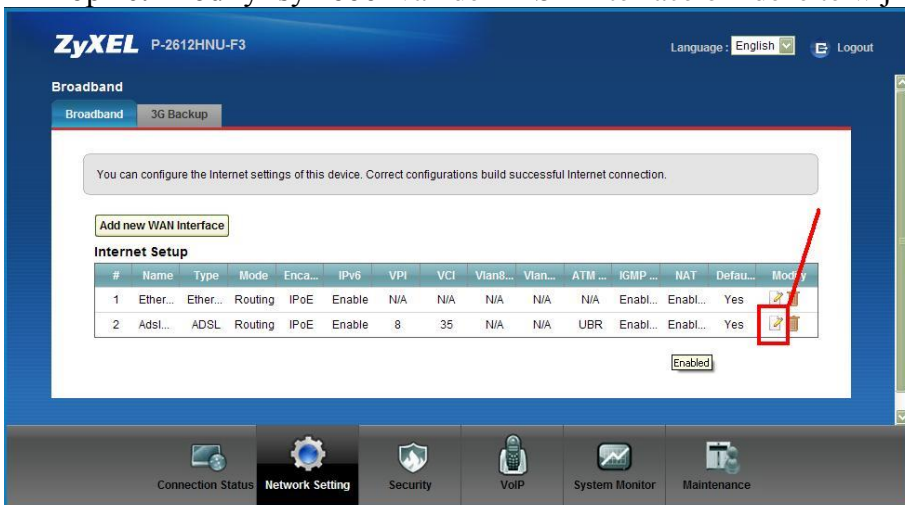 ZyXEL P-2612HNU-F3
Language : English
Logout
Broadband
Broadband 3G Backup
You can configure the Internet settings of this device. Correct configurations build successful Internet connection.
Add new WAN Interface
Internet Setup
# Name Type Mode Enca... IPv6 VPI VCI Vlan8... Vlan... ATM ... IGMP ... NAT Defau... Modify
1 Ether... Ether... Routing IPoE Enable N/A N/A N/A N/A N/A Enabl... Enabl... Yes
2 Adsl... ADSL Routing IPoE Enable 8 35 N/A N/A UBR Enabl... Enabl... Yes
Enabled
Connection Status Network Setting Security VoIP System Monitor Maintenance